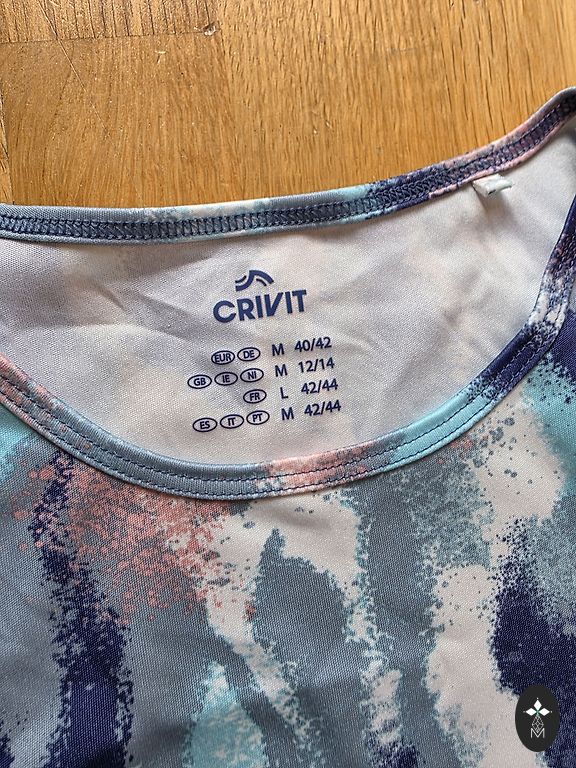 CRIVIT
EUR DE M 40/42
GB IE NI M 12/14
FR L 42/44
ES IT PT M 42/44
M